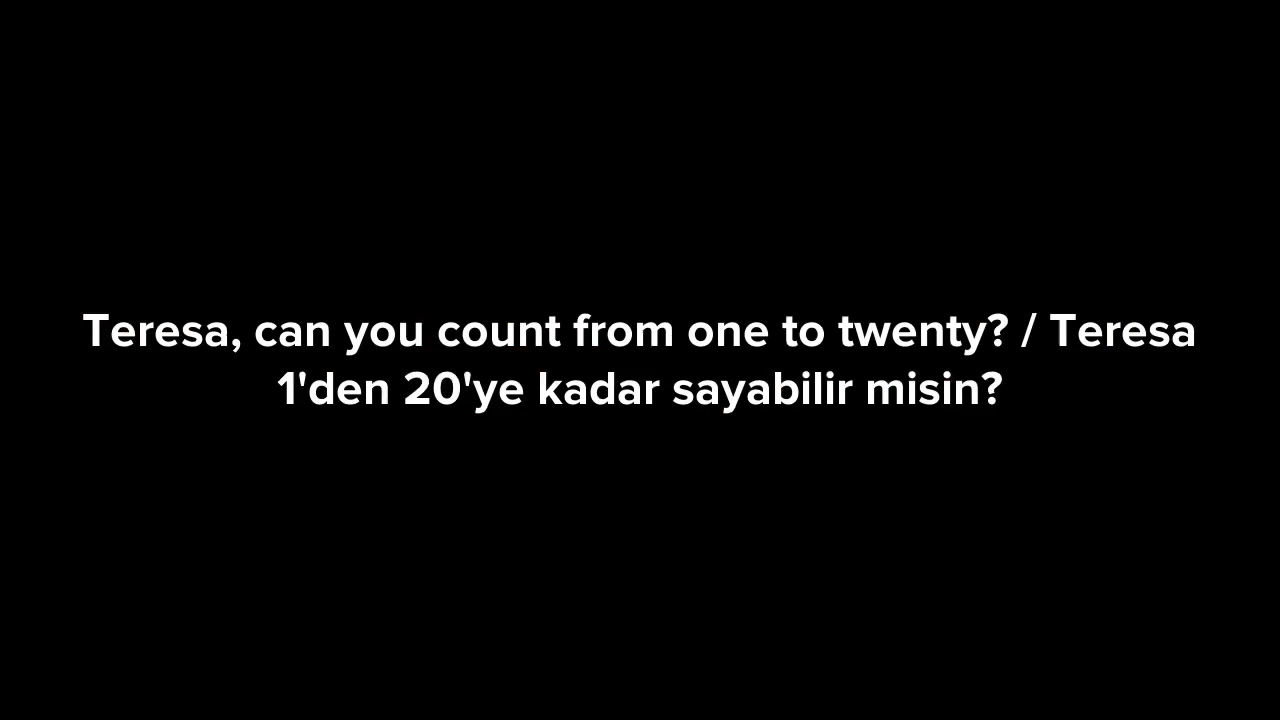 Teresa, can you count from one to twenty? / Teresa
1'den 20'ye kadar sayabilir misin?